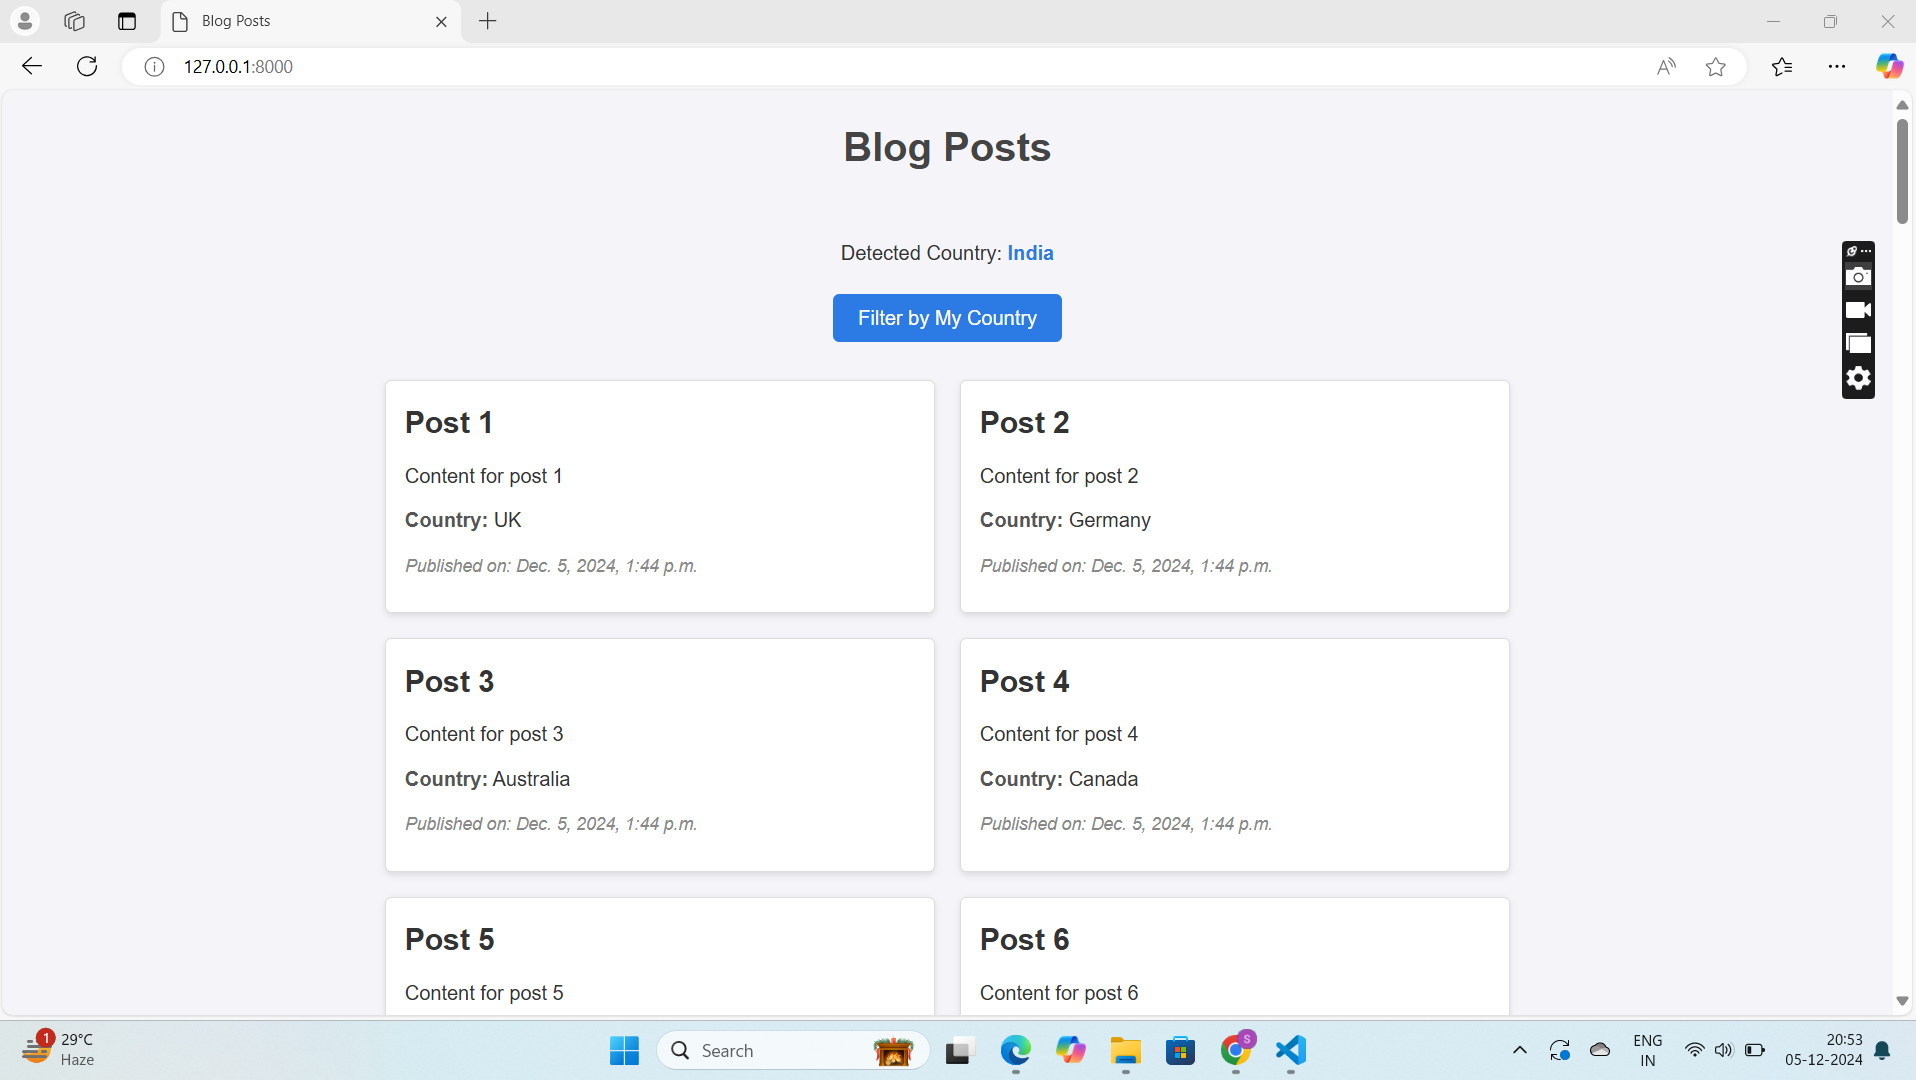 Blog Posts
127.0.0.1:8000
Blog Posts
Detected Country: India
Filter by My Country
Post 1
Content for post 1
Country: UK
Published on: Dec. 5, 2024, 1:44 p.m.
Post 2
Content for post 2
Country: Germany
Published on: Dec. 5, 2024, 1:44 p.m.
Post 3
Content for post 3
Country: Australia
Published on: Dec. 5, 2024, 1:44 p.m.
Post 4
Content for post 4
Country: Canada
Published on: Dec. 5, 2024, 1:44 p.m.
Post 5
Content for post 5
Post 6
Content for post 6
1
29°C
Haze
Search
S
ENG
IN
20:53
05-12-2024